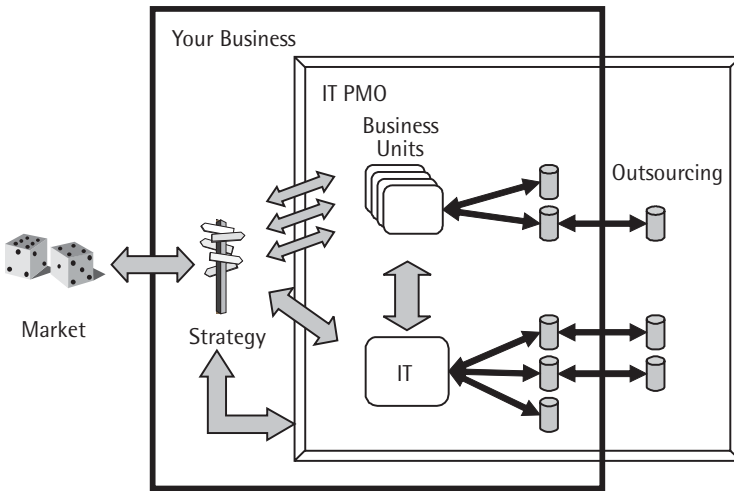 Your Business
IT PMO
Business
Units
Outsourcing
Market
Strategy
IT